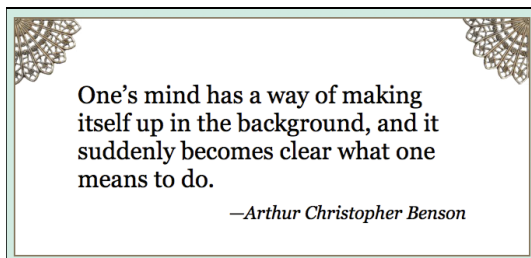 One’s mind has a way of making
itself up in the background, and it
suddenly becomes clear what one
means to do.
—Arthur Christopher Benson